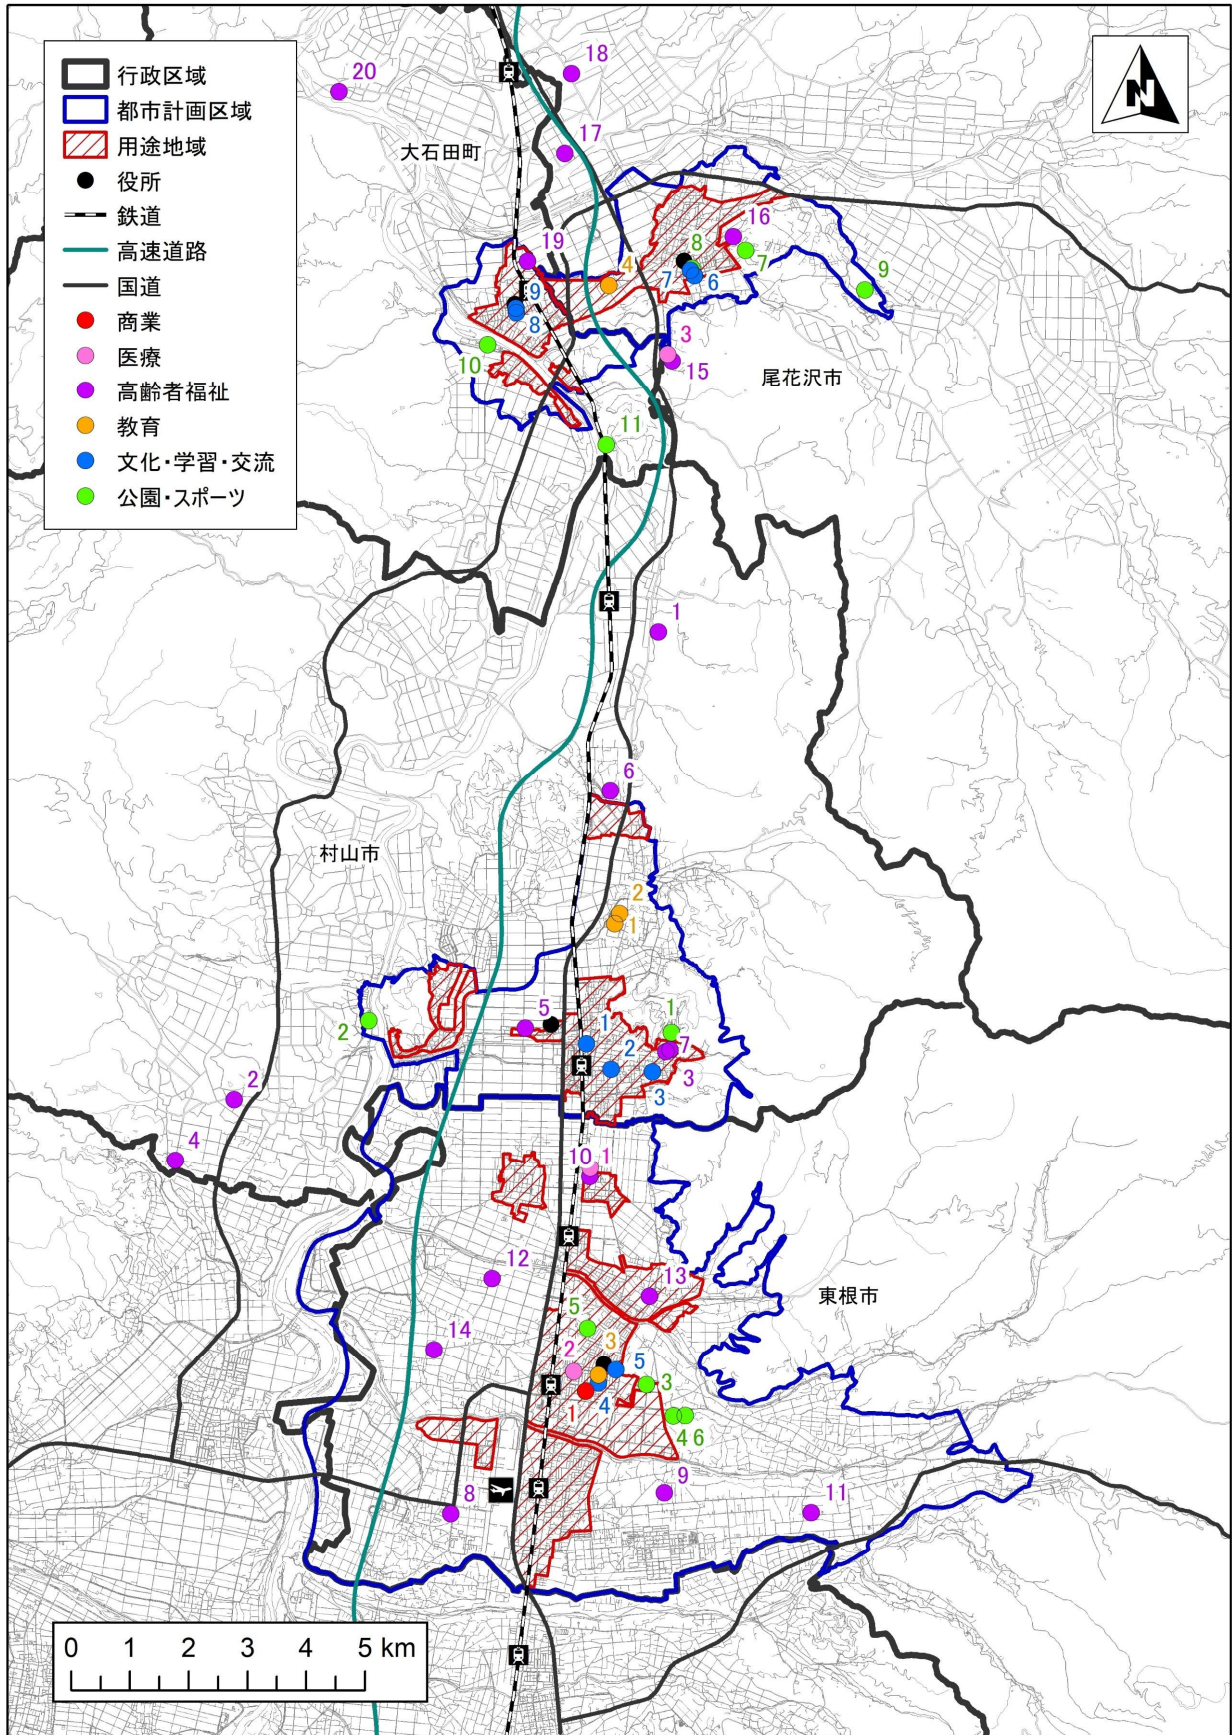 行政区域
都市計画区域
用途地域
役所
鉄道
高速道路
国道
商業
医療
高齢者福祉
教育
文化・学習・交流
公園・スポーツ
N
20
18
大石田町
17
16
19
8
4
7
9
7
6
9
8
3
10
15
尾花沢市
11
1
6
村山市
2
1
5
1
1
2
2
7
3
3
2
4
10
1
12
13
東根市
5
14
2
3
5
3
1
4
4
6
9
8
11
0
1
2
3
4
5 km